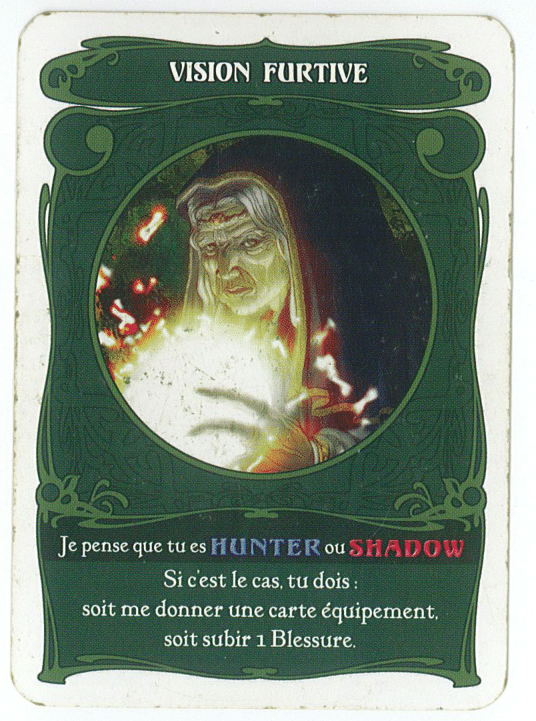 VISION FURTIVE
Je pense que tu es HUNTER ou SHADOW
Si c'est le cas, tu dois :
soit me donner une carte équipement,
soit subir 1 Blessure.